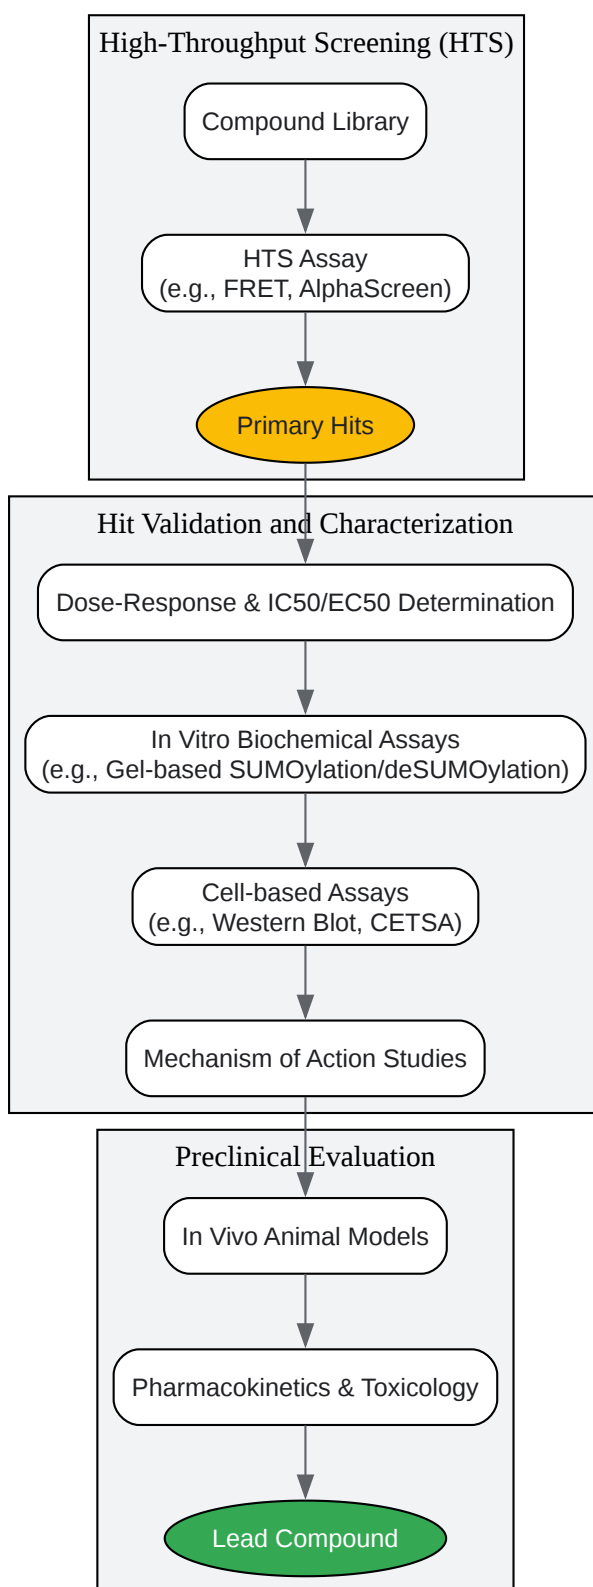 High-Throughput Screening (HTS)
Compound Library
HTS Assay
(e.g., FRET, AlphaScreen)
Primary Hits
Hit Validation and Characterization
Dose-Response & IC50/EC50 Determination
In Vitro Biochemical Assays
(e.g., Gel-based SUMOylation/deSUMOylation)
Cell-based Assays
(e.g., Western Blot, CETSA)
Mechanism of Action Studies
Preclinical Evaluation
In Vivo Animal Models
Pharmacokinetics & Toxicology
Lead Compound